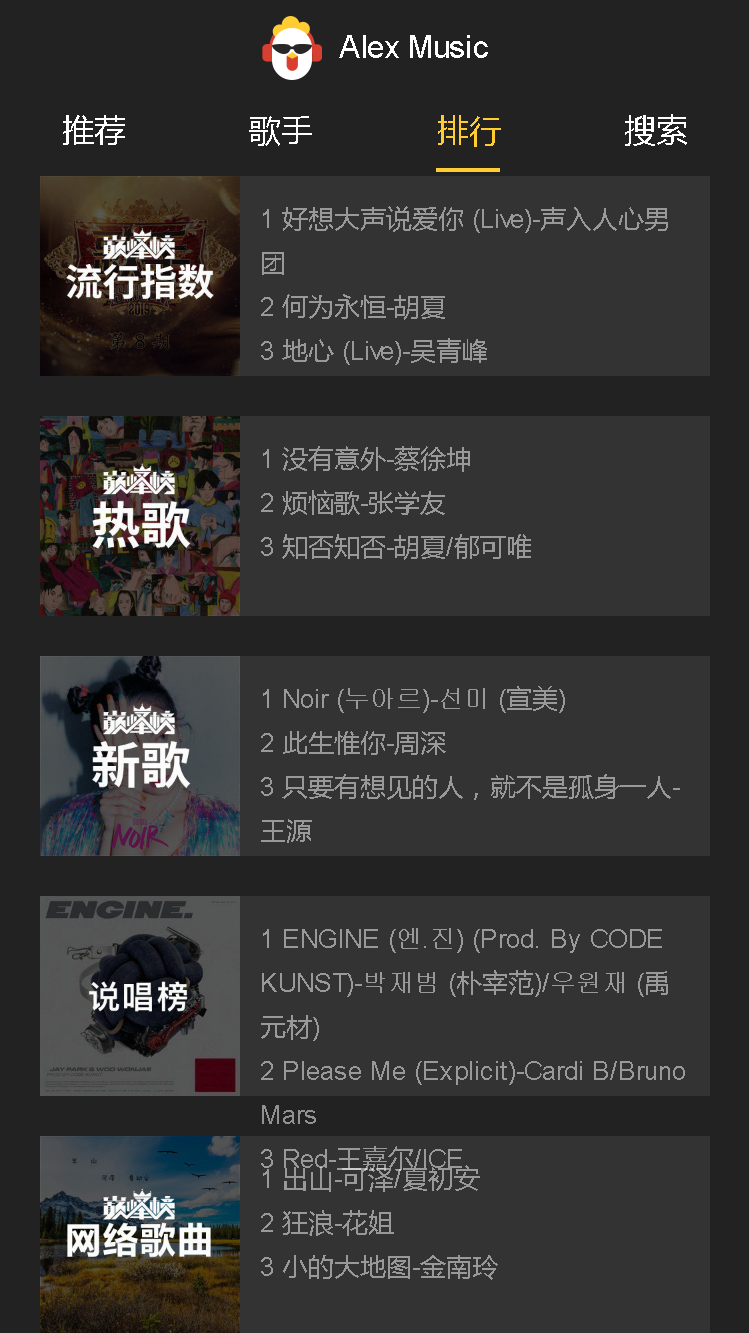 Alex Music
推荐
歌手
排行
搜索
巅峰榜
流行指数
2019
第 8 期
1 好想大声说爱你 (Live)-声入人心男
团
2 何为永恒-胡夏
3 地心 (Live)-吴青峰
巅峰榜
热歌
1 没有意外-蔡徐坤
2 烦恼歌-张学友
3 知否知否-胡夏/郁可唯
巅峰榜
新歌
NOIR
1 Noir (누아르)-선미 (宣美)
2 此生惟你-周深
3 只要有想见的人，就不是孤身一人-
王源
ENGINE.
说唱榜
JAY PARK & WOO WONJAE
1 ENGINE (엔.진) (Prod. By CODE
KUNST)-박재범 (朴宰范)/우원재 (禹
元材)
2 Please Me (Explicit)-Cardi B/Bruno
Mars
3 Red-王嘉尔/ICE
巅峰榜
网络歌曲
1 出山-可泽/夏初安
2 狂浪-花姐
3 小的大地图-金南玲